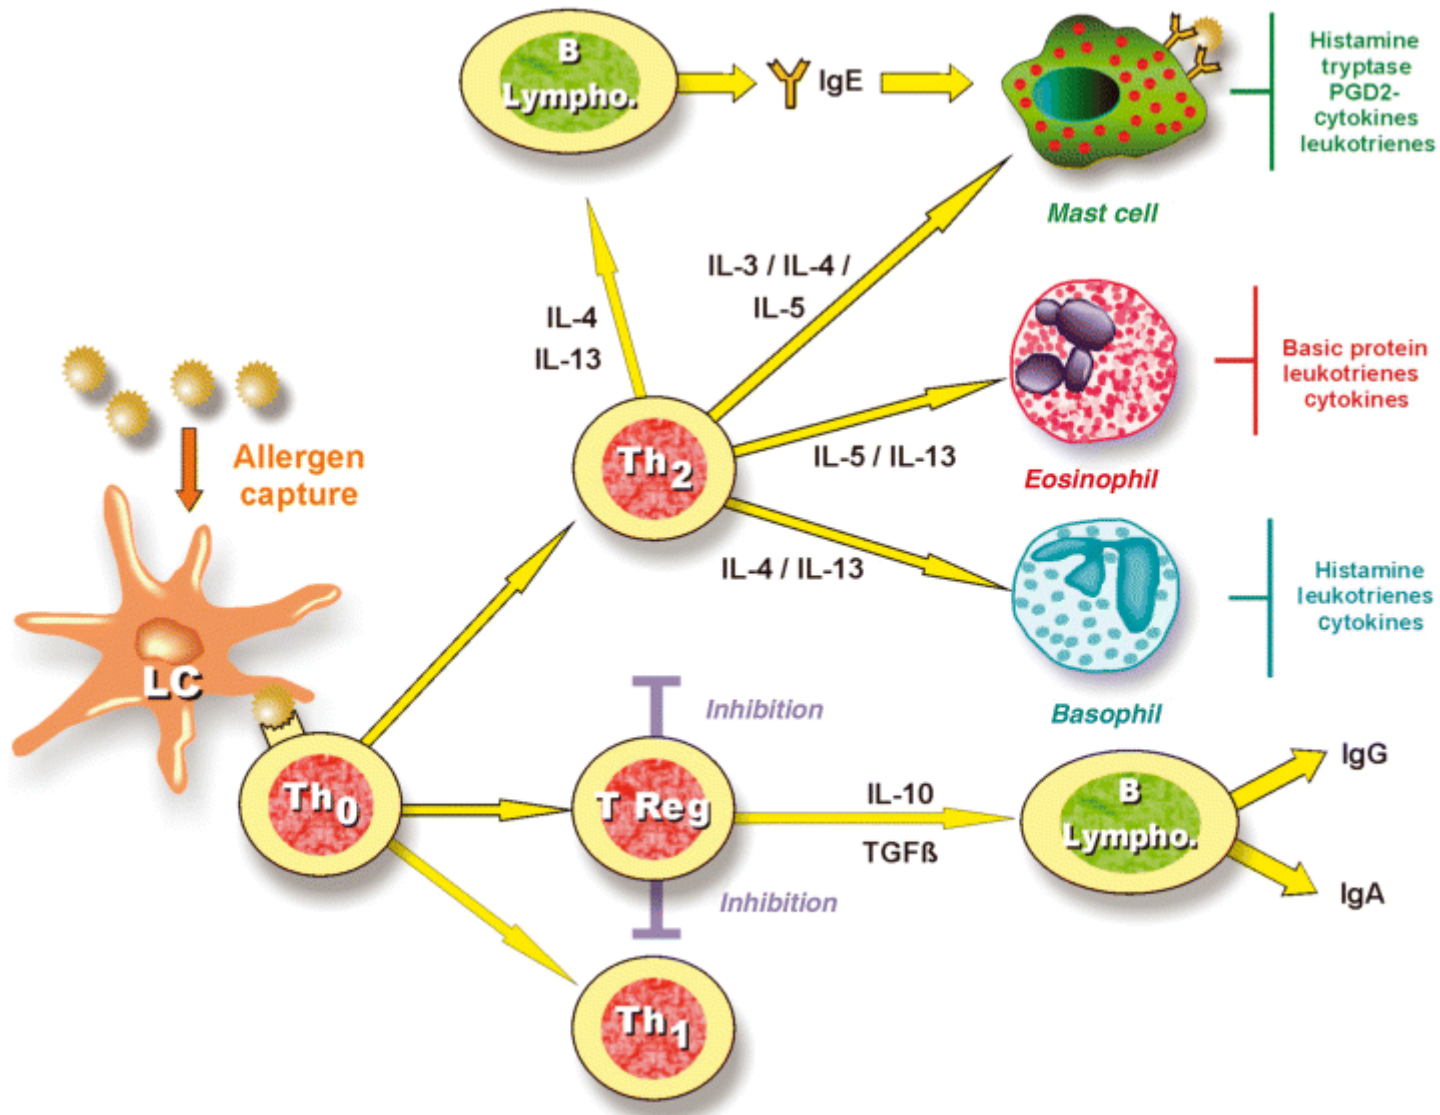 B
Lympho.
IgE
Histamine
tryptase
PGD2-
cytokines
leukotrienes
Mast cell
IL-3 / IL-4 /
IL-5
IL-4
IL-13
Allergen
capture
Th2
IL-5 / IL-13
Basic protein
leukotrienes
cytokines
Eosinophil
IL-4 / IL-13
Histamine
leukotrienes
cytokines
Basophil
LC
Inhibition
Th0
T Reg
IL-10
TGFß
B
Lympho.
IgG
IgA
Inhibition
Th1